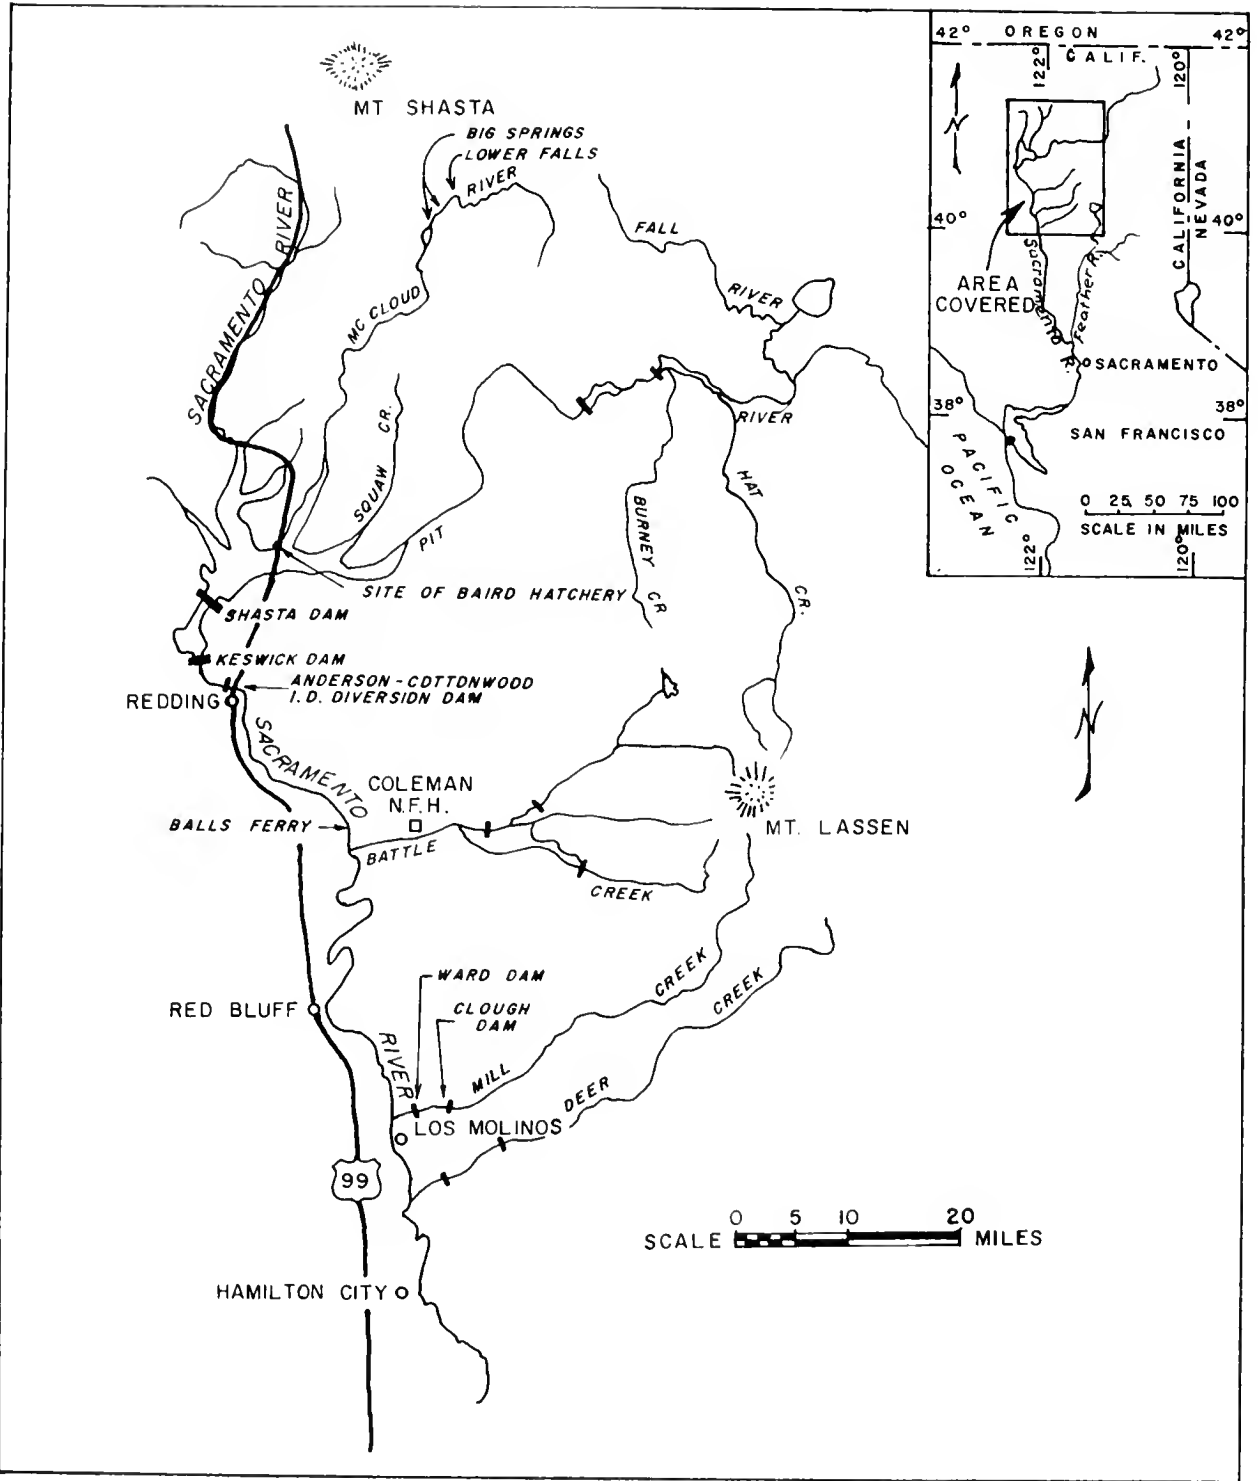 MT SHASTA
BIG SPRINGS
LOWER FALLS
RIVER
SACRAMENTO RIVER
MC CLOUD
FALL
RIVER
SQUAW CR.
PIT
RIVER
BURNEY CR
HAT CR.
SITE OF BAIRD HATCHERY
SHASTA DAM
KESWICK DAM
ANDERSON-COTTONWOOD
I.D. DIVERSION DAM
REDDING
SACRAMENTO
COLEMAN
N.F.H.
BALLS FERRY
BATTLE
CREEK
MT. LASSEN
RED BLUFF
RIVER
WARD DAM
CLOUGH
DAM
MILL
CREEK
DEER
CREEK
LOS MOLINOS
99
HAMILTON CITY
0 5 10 20
SCALE MILES
N
42° OREGON 42°
CALIF.
122° 120°
N
CALIFORNIA
NEVADA
40° 40°
AREA
COVERED
Sacramento R.
Feather R.
SACRAMENTO
38° 38°
SAN FRANCISCO
PACIFIC
OCEAN
0 25 50 75 100
SCALE IN MILES
122° 120°